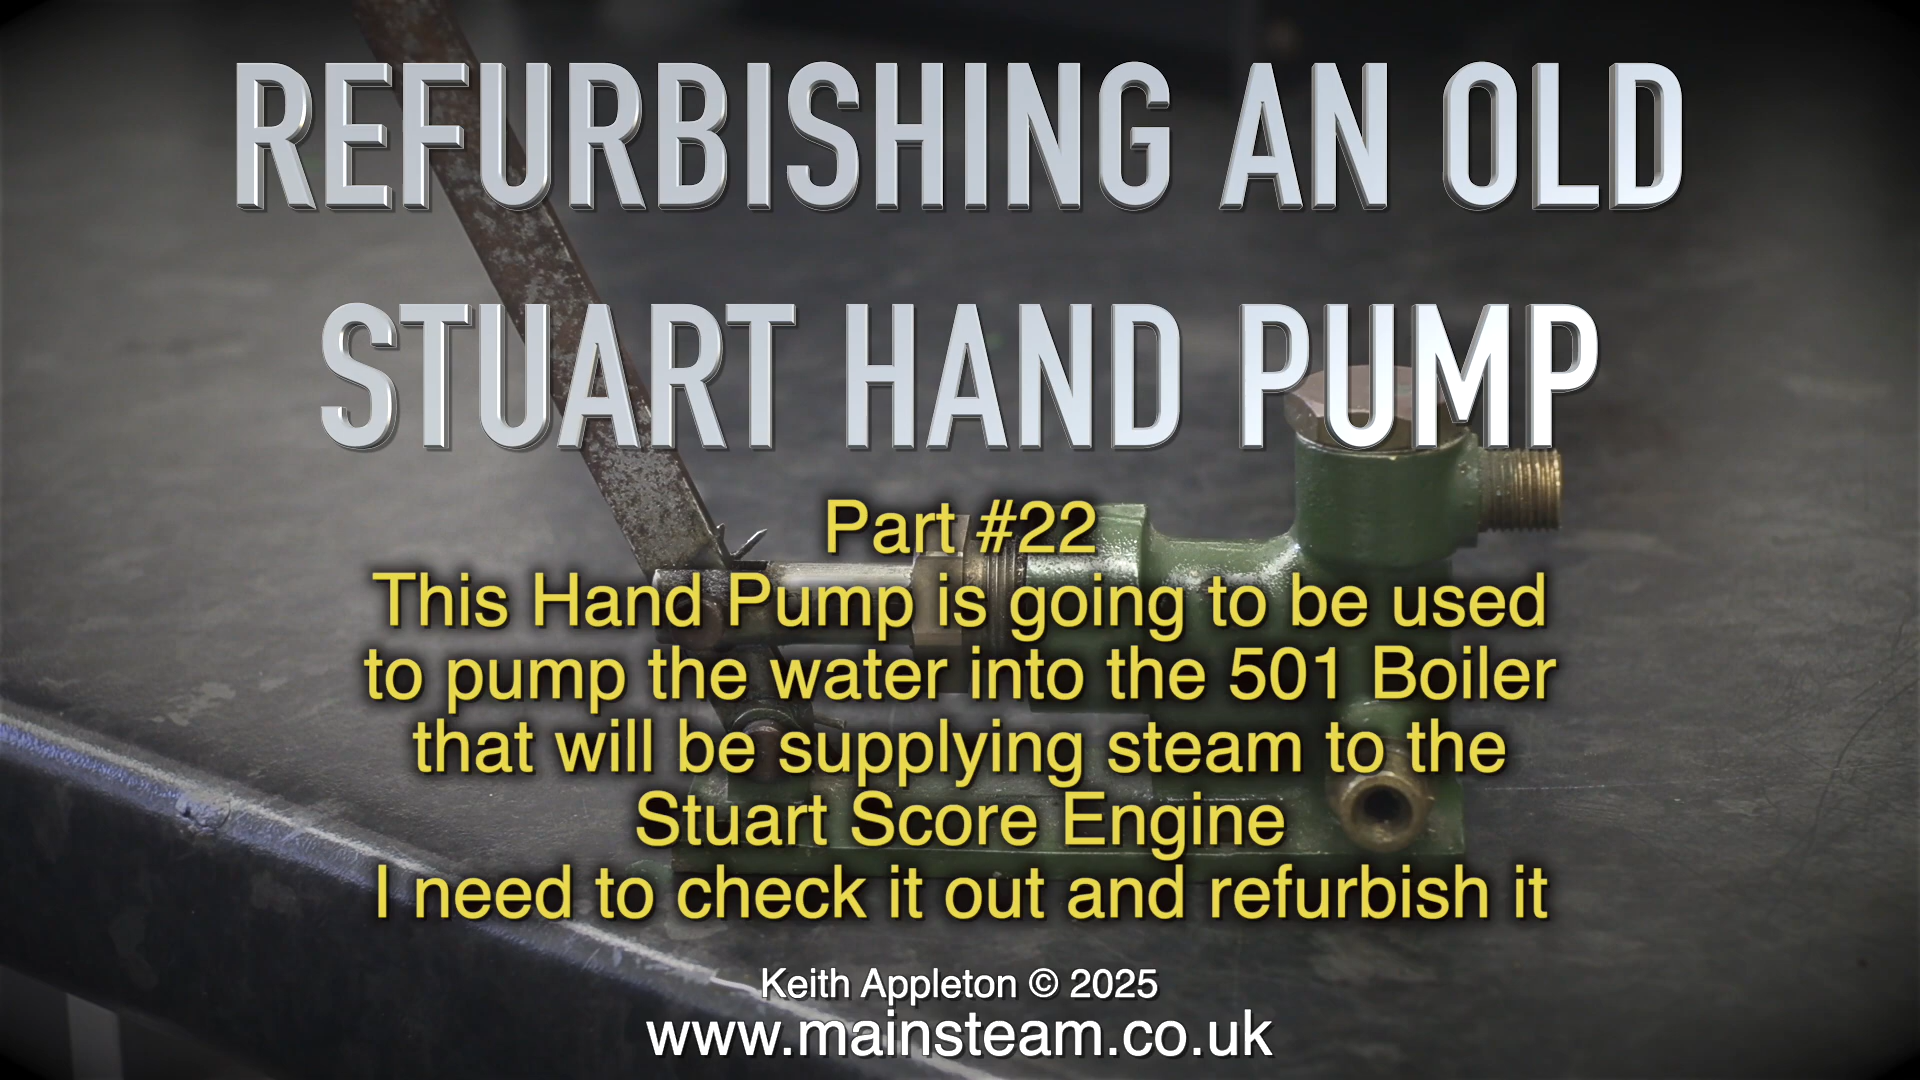 REFURBISHING AN OLD
STUART HAND PUMP
Part #22
This Hand Pump is going to be used
to pump the water into the 501 Boiler
that will be supplying steam to the
Stuart Score Engine
I need to check it out and refurbish it
Keith Appleton © 2025
www.mainsteam.co.uk